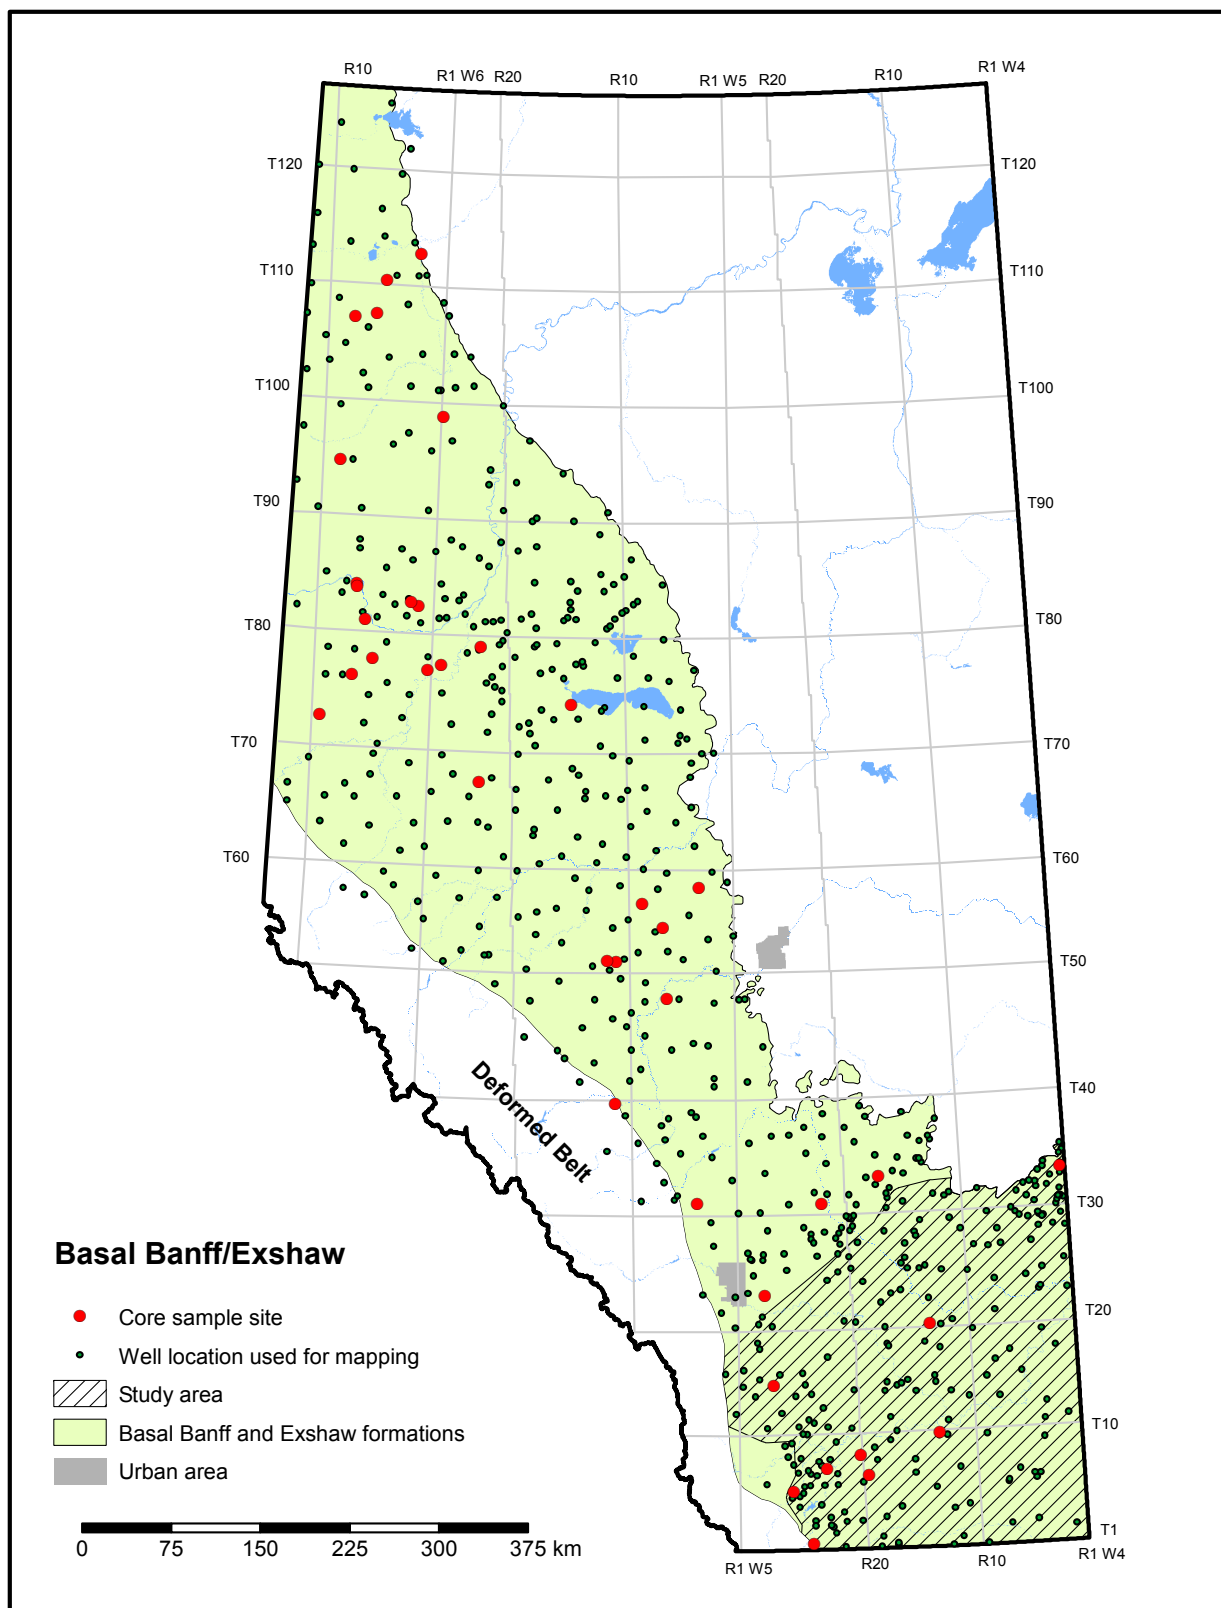 R10 R1 W6 R20 R10 R1 W5 R20 R10 R1 W4
T120 T120
T110 T110
T100 T100
T90 T90
T80 T80
T70 T70
T60 T60
T50 T50
T40
Deformed Belt
T30
T20
T10
T1
R1 W5 R20 R10 R1 W4
Basal Banff/Exshaw
Core sample site
Well location used for mapping
Study area
Basal Banff and Exshaw formations
Urban area
0 75 150 225 300 375 km